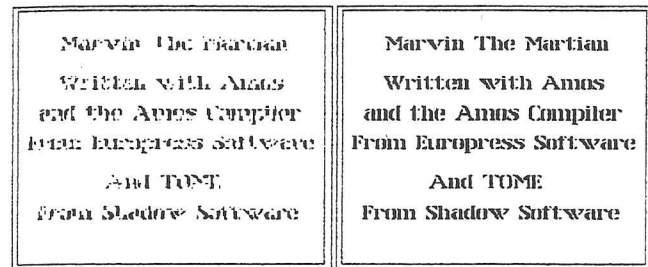 Marvin The Martian
Written with Amos
and the Amos Compiler
From Europress Software
And TOME
From Shadow Software
Marvin The Martian
Written with Amos
and the Amos Compiler
From Europress Software
And TOME
From Shadow Software